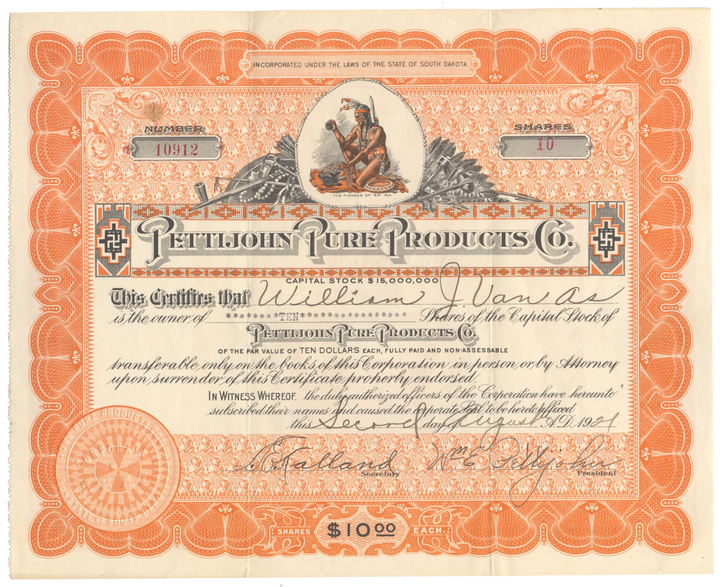 INCORPORATED UNDER THE LAWS OF THE STATE OF SOUTH DAKOTA
NUMBER
10912
SHARES
10
THE PIONEER OF
PETTIJOHN PURE PRODUCTS CO.
CAPITAL STOCK $15,000,000
This Certifies that William J. Van As
is the owner of ********TEN******************** Shares of the Capital Stock of
PETTIJOHN PURE PRODUCTS CO.
OF THE PAR VALUE OF TEN DOLLARS EACH, FULLY PAID AND NON-ASSESSABLE
transferable only on the books of this Corporation in person or by Attorney
upon surrender of this Certificate properly endorsed.
IN WITNESS WHEREOF, the duly authorized officers of the Corporation have hereunto
subscribed their names and caused the corporate Seal to be hereto affixed
this Second day August A.D. 1921
Falland Wm E Pettijohn
Secretary President
SHARES $10.00 EACH